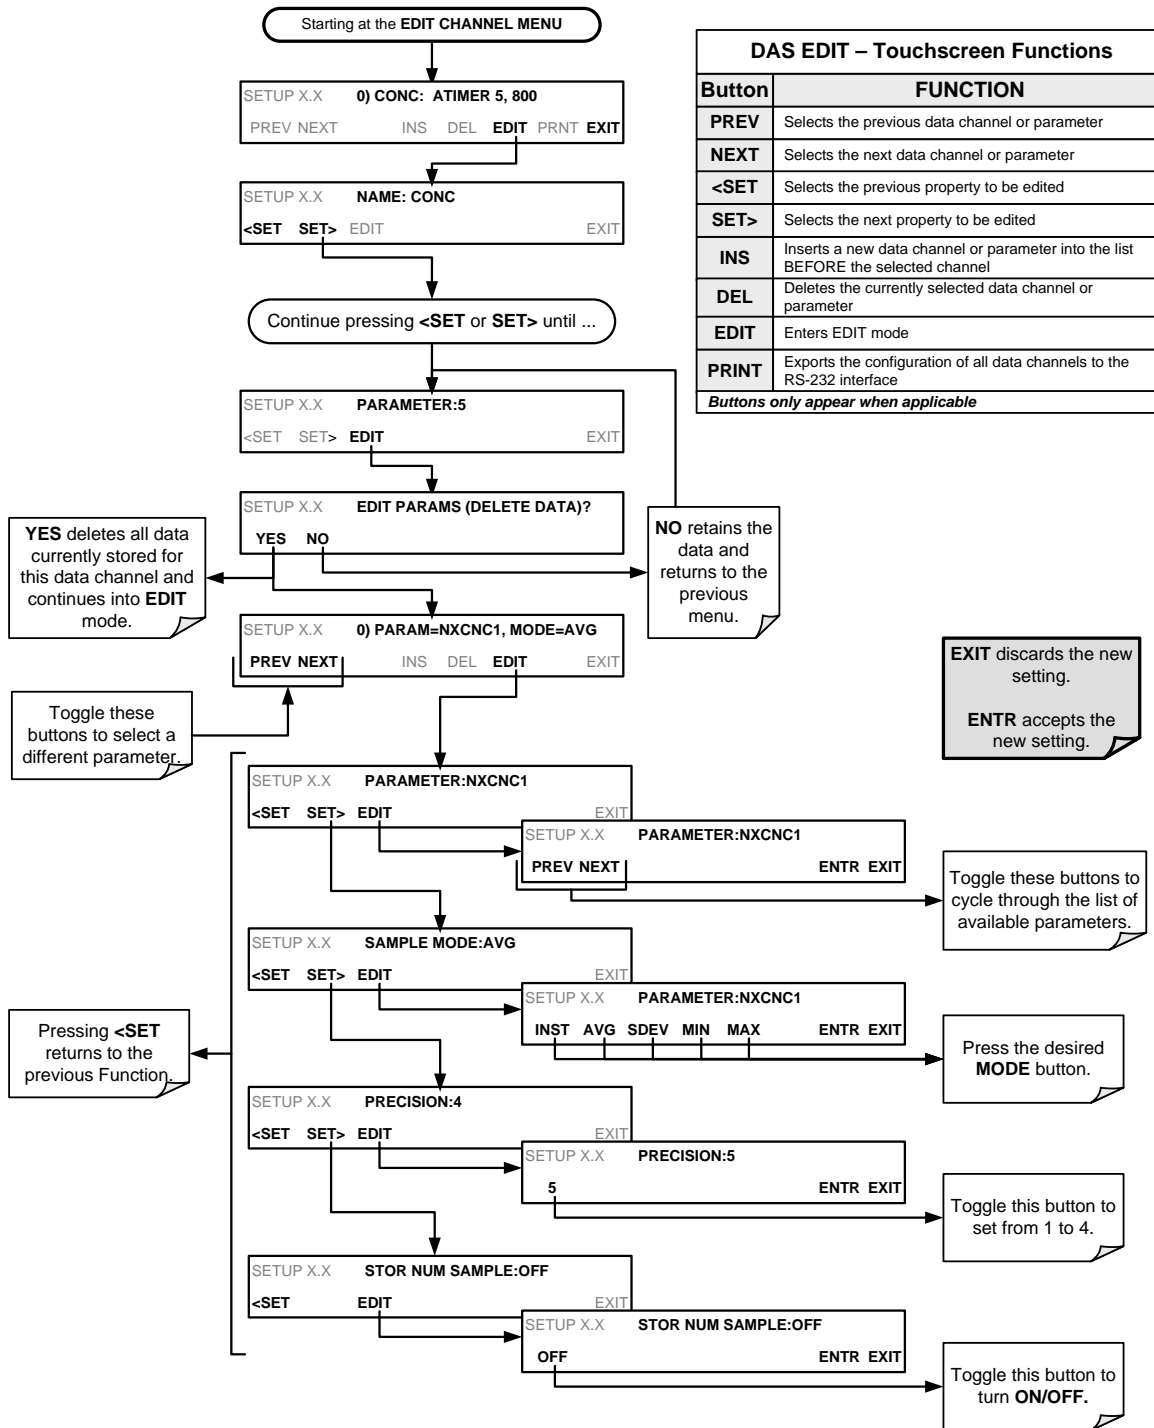 Starting at the EDIT CHANNEL MENU
SETUP X.X 0) CONC: ATIMER 5, 800
PREV NEXT INS DEL EDIT PRNT EXIT
SETUP X.X NAME: CONC
<SET SET> EDIT EXIT
Continue pressing <SET or SET> until ...
SETUP X.X PARAMETER:5
<SET SET> EDIT EXIT
SETUP X.X EDIT PARAMS (DELETE DATA)?
YES NO
YES deletes all data
currently stored for
this data channel and
continues into EDIT
mode.
NO retains the
data and
returns to the
previous
menu.
SETUP X.X 0) PARAM=NXCNC1, MODE=AVG
PREV NEXT INS DEL EDIT EXIT
Toggle these
buttons to select a
different parameter.
SETUP X.X PARAMETER:NXCNC1
<SET SET> EDIT EXIT
SETUP X.X PARAMETER:NXCNC1
PREV NEXT ENTR EXIT
Toggle these buttons to
cycle through the list of
available parameters.
SETUP X.X SAMPLE MODE:AVG
<SET SET> EDIT EXIT
SETUP X.X PARAMETER:NXCNC1
INST AVG SDEV MIN MAX ENTR EXIT
Press the desired
MODE button.
Pressing <SET
returns to the
previous Function.
SETUP X.X PRECISION:4
<SET SET> EDIT EXIT
SETUP X.X PRECISION:5
5 ENTR EXIT
Toggle this button to
set from 1 to 4.
SETUP X.X STOR NUM SAMPLE:OFF
<SET EDIT EXIT
SETUP X.X STOR NUM SAMPLE:OFF
OFF ENTR EXIT
Toggle this button to
turn ON/OFF.
DAS EDIT – Touchscreen Functions
Button FUNCTION
PREV Selects the previous data channel or parameter
NEXT Selects the next data channel or parameter
<SET Selects the previous property to be edited
SET> Selects the next property to be edited
INS Inserts a new data channel or parameter into the list
BEFORE the selected channel
DEL Deletes the currently selected data channel or
parameter
EDIT Enters EDIT mode
PRINT Exports the configuration of all data channels to the
RS-232 interface
Buttons only appear when applicable
EXIT discards the new
setting.
ENTR accepts the
new setting.